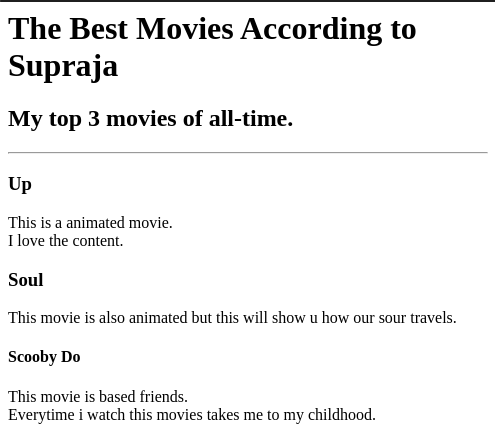 The Best Movies According to
Supraja
My top 3 movies of all-time.
Up
This is a animated movie.
I love the content.
Soul
This movie is also animated but this will show u how our sour travels.
Scooby Do
This movie is based friends.
Everytime i watch this movies takes me to my childhood.